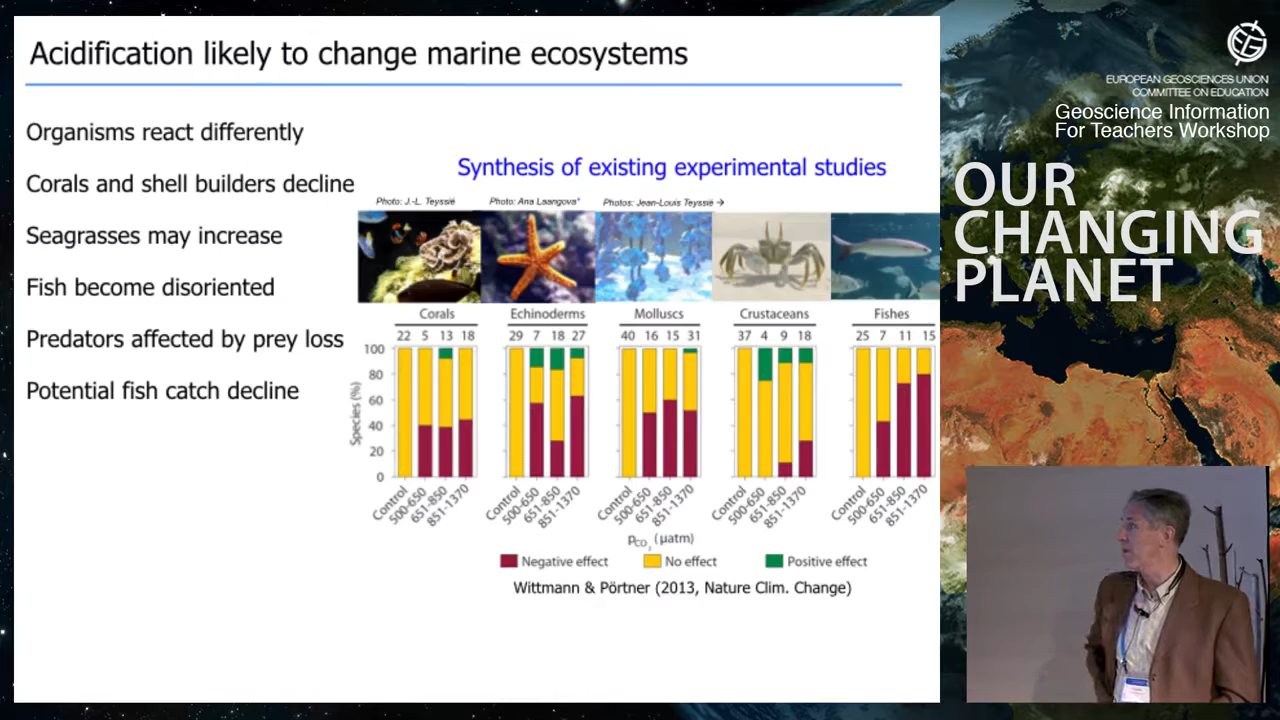 Acidification likely to change marine ecosystems
Organisms react differently
Corals and shell builders decline
Seagrasses may increase
Fish become disoriented
Predators affected by prey loss
Potential fish catch decline
Synthesis of existing experimental studies
Photo: J.-L. Teyssié
Photo: Ana Laangova*
Photos: Jean-Louis Teyssié →
Corals Echinoderms Molluscs Crustaceans Fishes
22 5 13 18 29 7 18 27 40 16 15 31 37 4 9 18 25 7 11 15
100
80
60
40
20
0
Species (%)
Control 500-650 651-850 851-1370 Control 500-650 651-850 851-1370 Control 500-650 651-850 851-1370 Control 500-650 651-850 851-1370 Control 500-650 651-850 851-1370
pCO2 (µatm)
Negative effect No effect Positive effect
Wittmann & Pörtner (2013, Nature Clim. Change)
EUROPEAN GEOSCIENCES UNION
COMMITTEE ON EDUCATION
Geoscience Information
For Teachers Workshop
OUR
CHANGING
PLANET